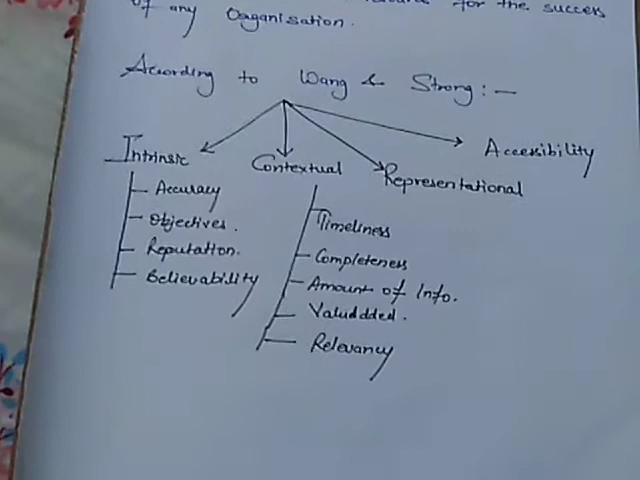 of any Organisation.
for the success
According to Wang & Strong:-
Intrinsic
Accuracy
Objectives.
Reputation.
Believability
Contextual
Timeliness
Completeness
Amount of Info.
Valuddded.
Relevancy
Representational
Accessibility